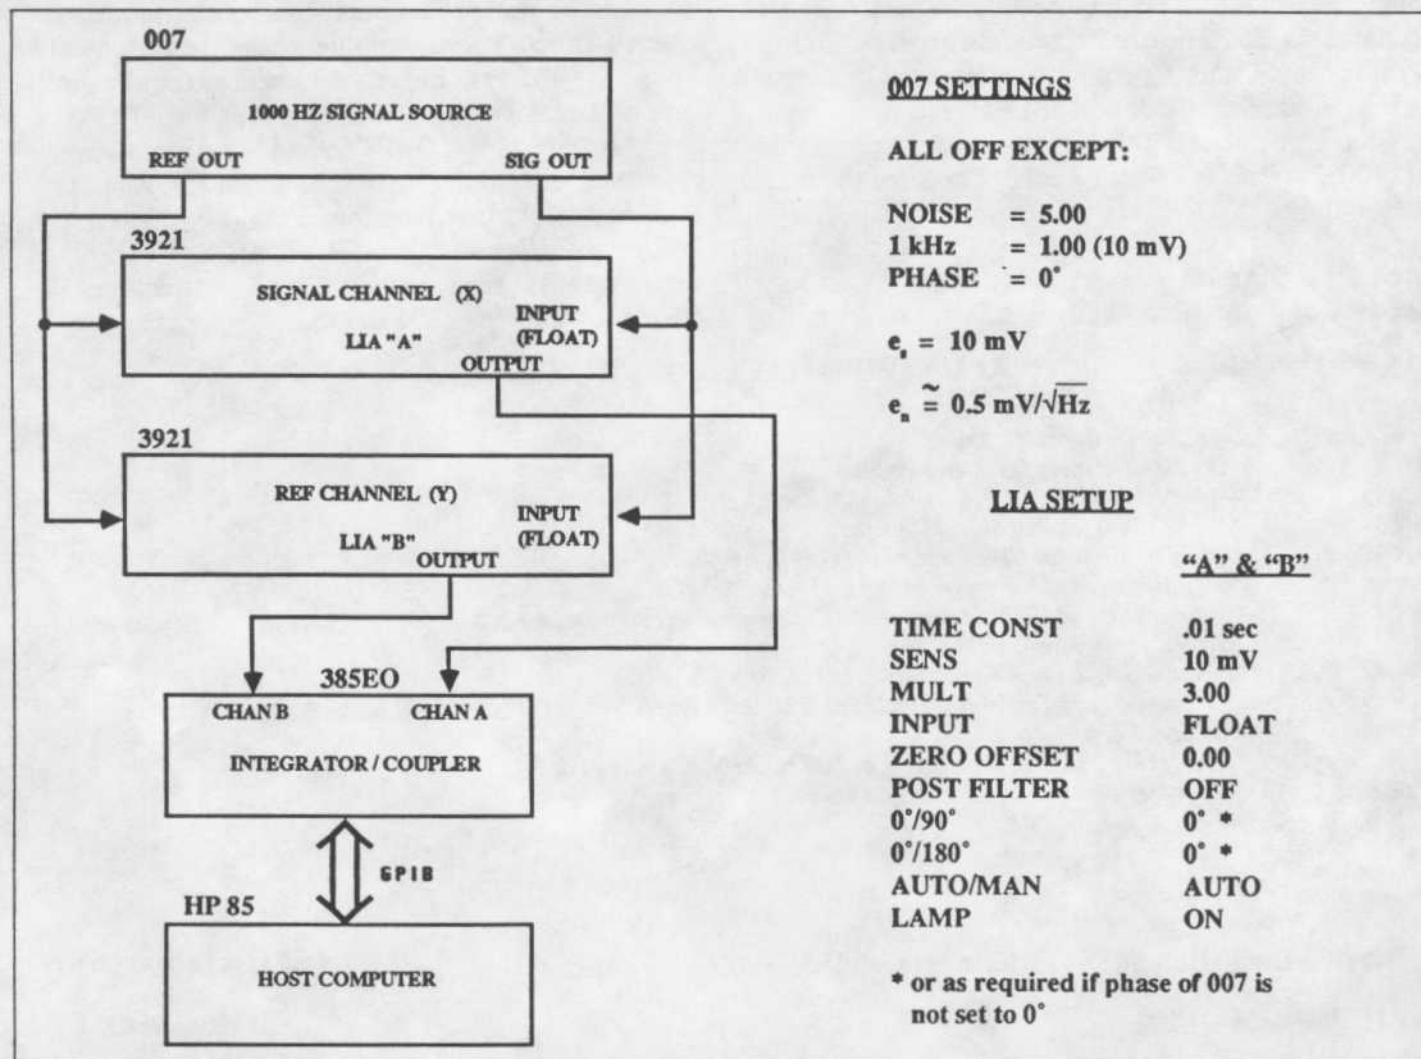 007
1000 HZ SIGNAL SOURCE
REF OUT SIG OUT
3921
SIGNAL CHANNEL (X)
INPUT
(FLOAT)
LIA "A"
OUTPUT
3921
REF CHANNEL (Y)
INPUT
(FLOAT)
LIA "B"
OUTPUT
385EO
CHAN B CHAN A
INTEGRATOR / COUPLER
GPIB
HP 85
HOST COMPUTER
007 SETTINGS
ALL OFF EXCEPT:
NOISE = 5.00
1 kHz = 1.00 (10 mV)
PHASE = 0°
eₛ = 10 mV
eₙ ≅ 0.5 mV/√Hz
LIA SETUP
“A” & “B”
TIME CONST .01 sec
SENS 10 mV
MULT 3.00
INPUT FLOAT
ZERO OFFSET 0.00
POST FILTER OFF
0°/90° 0° *
0°/180° 0° *
AUTO/MAN AUTO
LAMP ON
* or as required if phase of 007 is
not set to 0°